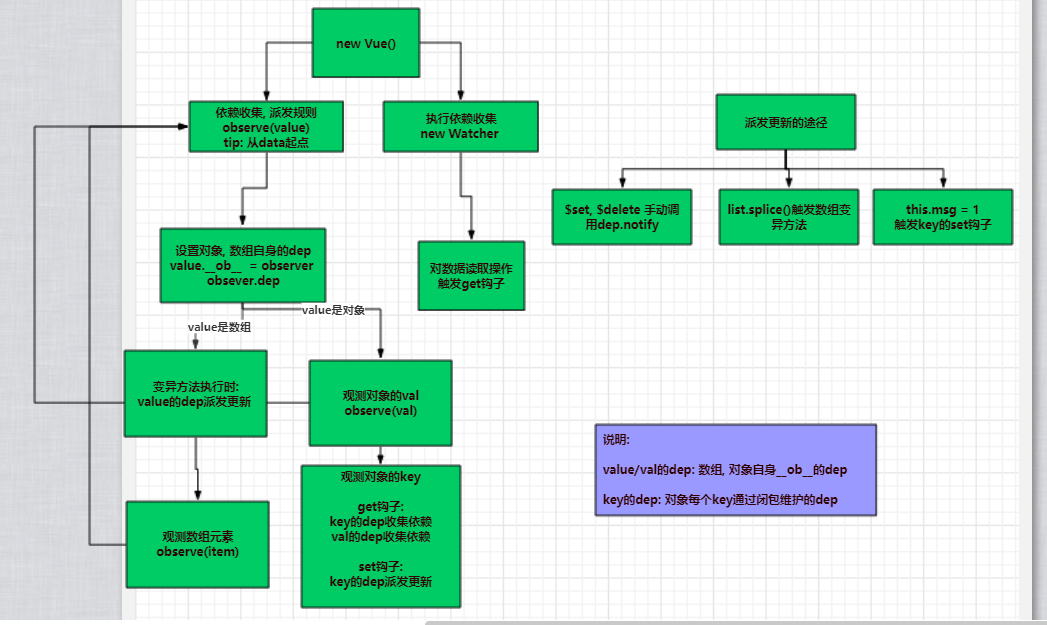 new Vue()
依赖收集, 派发规则
observe(value)
tip: 从data起点
执行依赖收集
new Watcher
派发更新的途径
$set, $delete 手动调
用dep.notify
list.splice()触发数组变
异方法
this.msg = 1
触发key的set钩子
设置对象, 数组自身的dep
value.__ob__ = observer
obsever.dep
对数据读取操作
触发get钩子
value是对象
value是数组
变异方法执行时:
value的dep派发更新
观测对象的val
observe(val)
观测对象的key
get钩子:
key的dep收集依赖
val的dep收集依赖
set钩子:
key的dep派发更新
观测数组元素
observe(item)
说明:
value/val的dep: 数组, 对象自身__ob__的dep
key的dep: 对象每个key通过闭包维护的dep